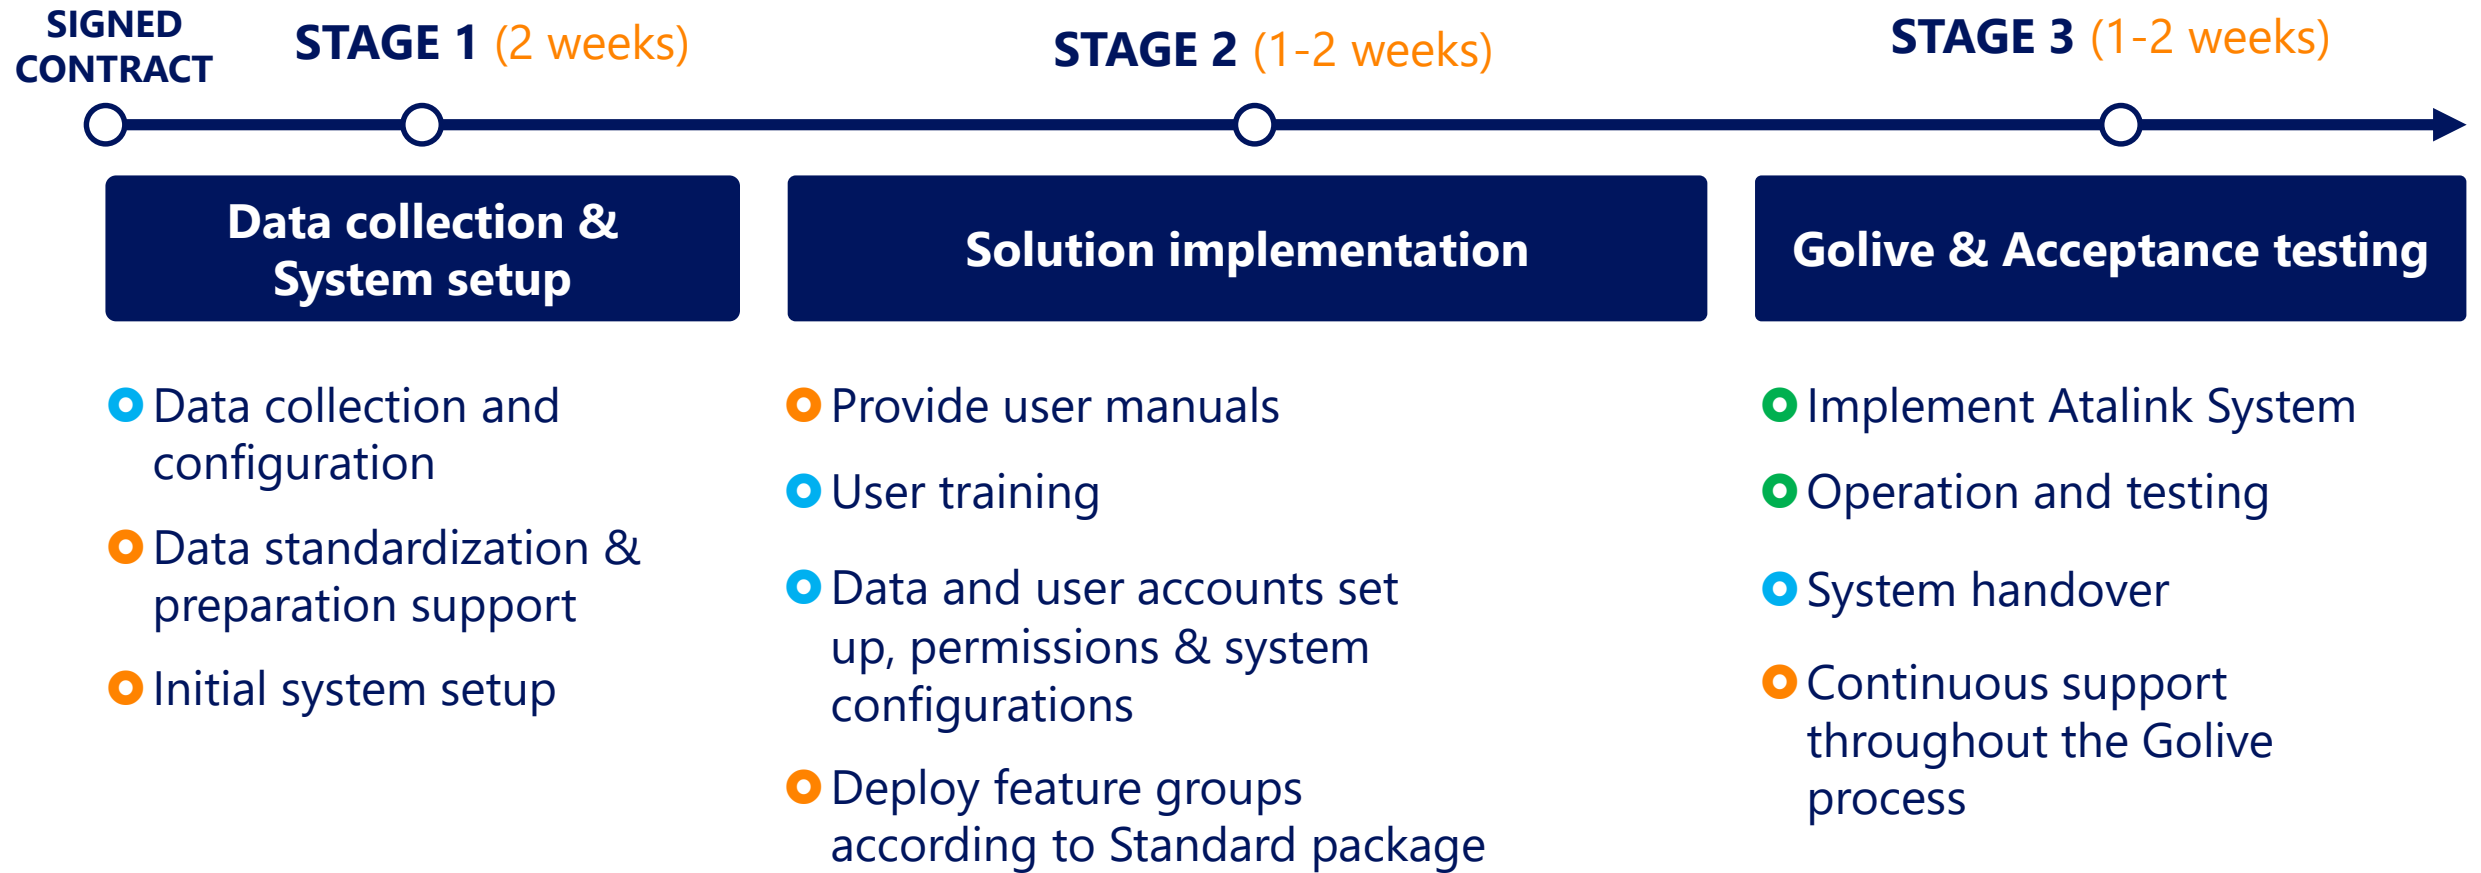 SIGNED
CONTRACT
STAGE 1 (2 weeks)
STAGE 2 (1-2 weeks)
STAGE 3 (1-2 weeks)
Data collection &
System setup
Solution implementation
Golive & Acceptance testing
Data collection and
configuration
Data standardization &
preparation support
Initial system setup
Provide user manuals
User training
Data and user accounts set
up, permissions & system
configurations
Deploy feature groups
according to Standard package
Implement Atalink System
Operation and testing
System handover
Continuous support
throughout the Golive
process